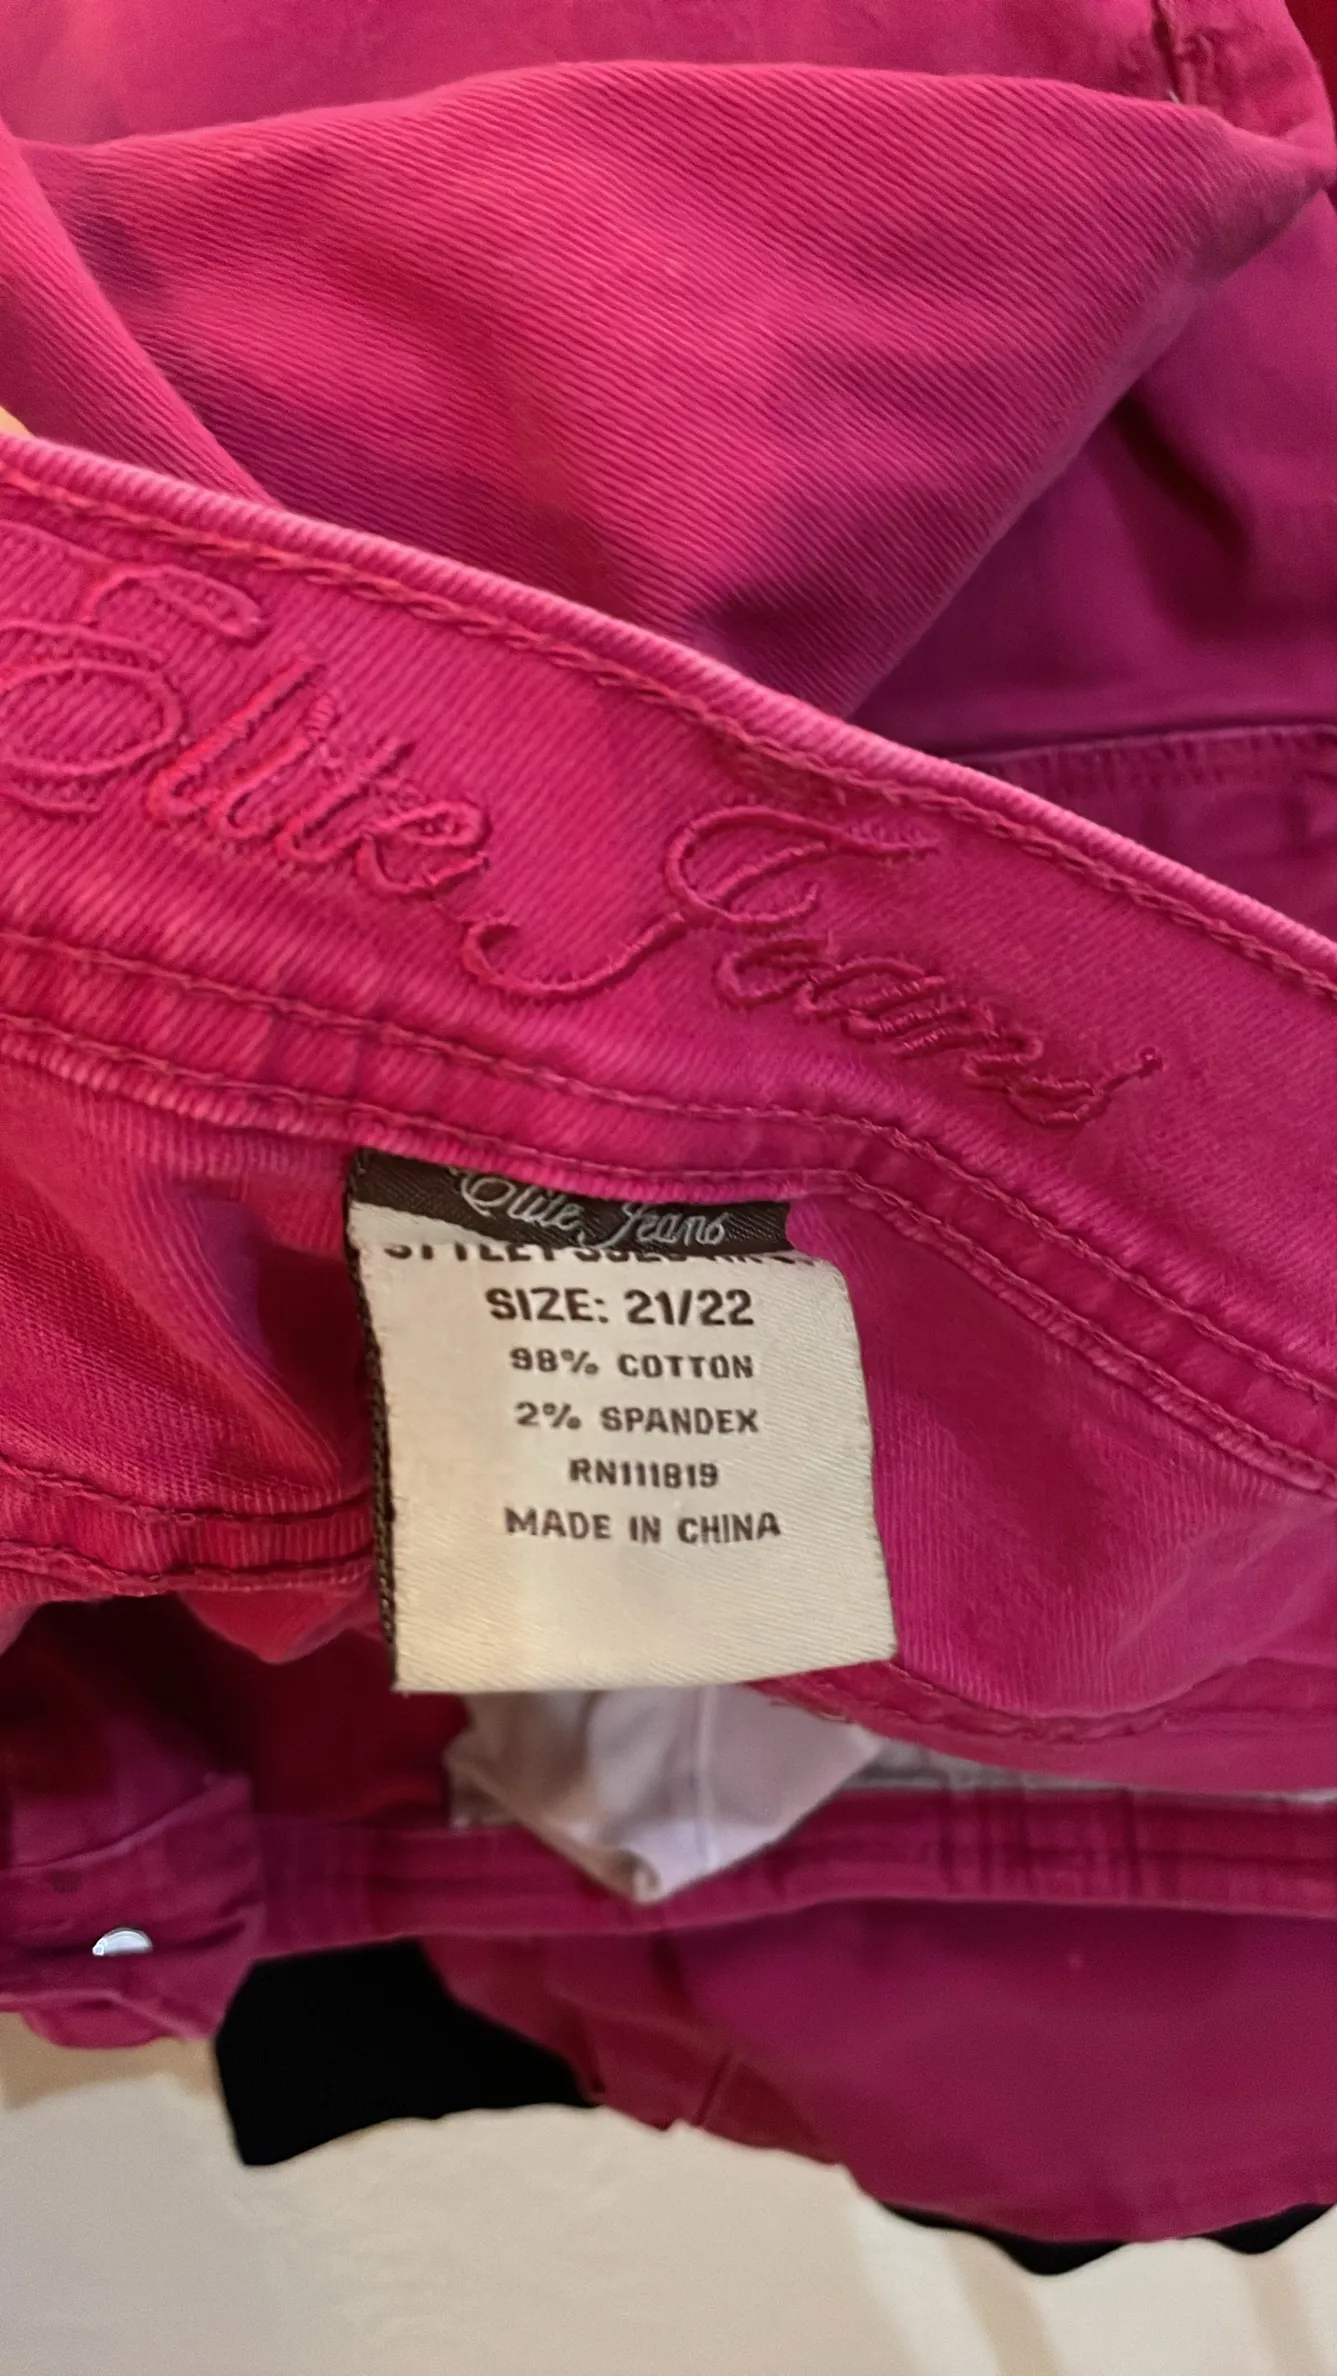 Elite Jeans
Elite Jeans
SIZE: 21/22
98% COTTON
2% SPANDEX
RN111819
MADE IN CHINA